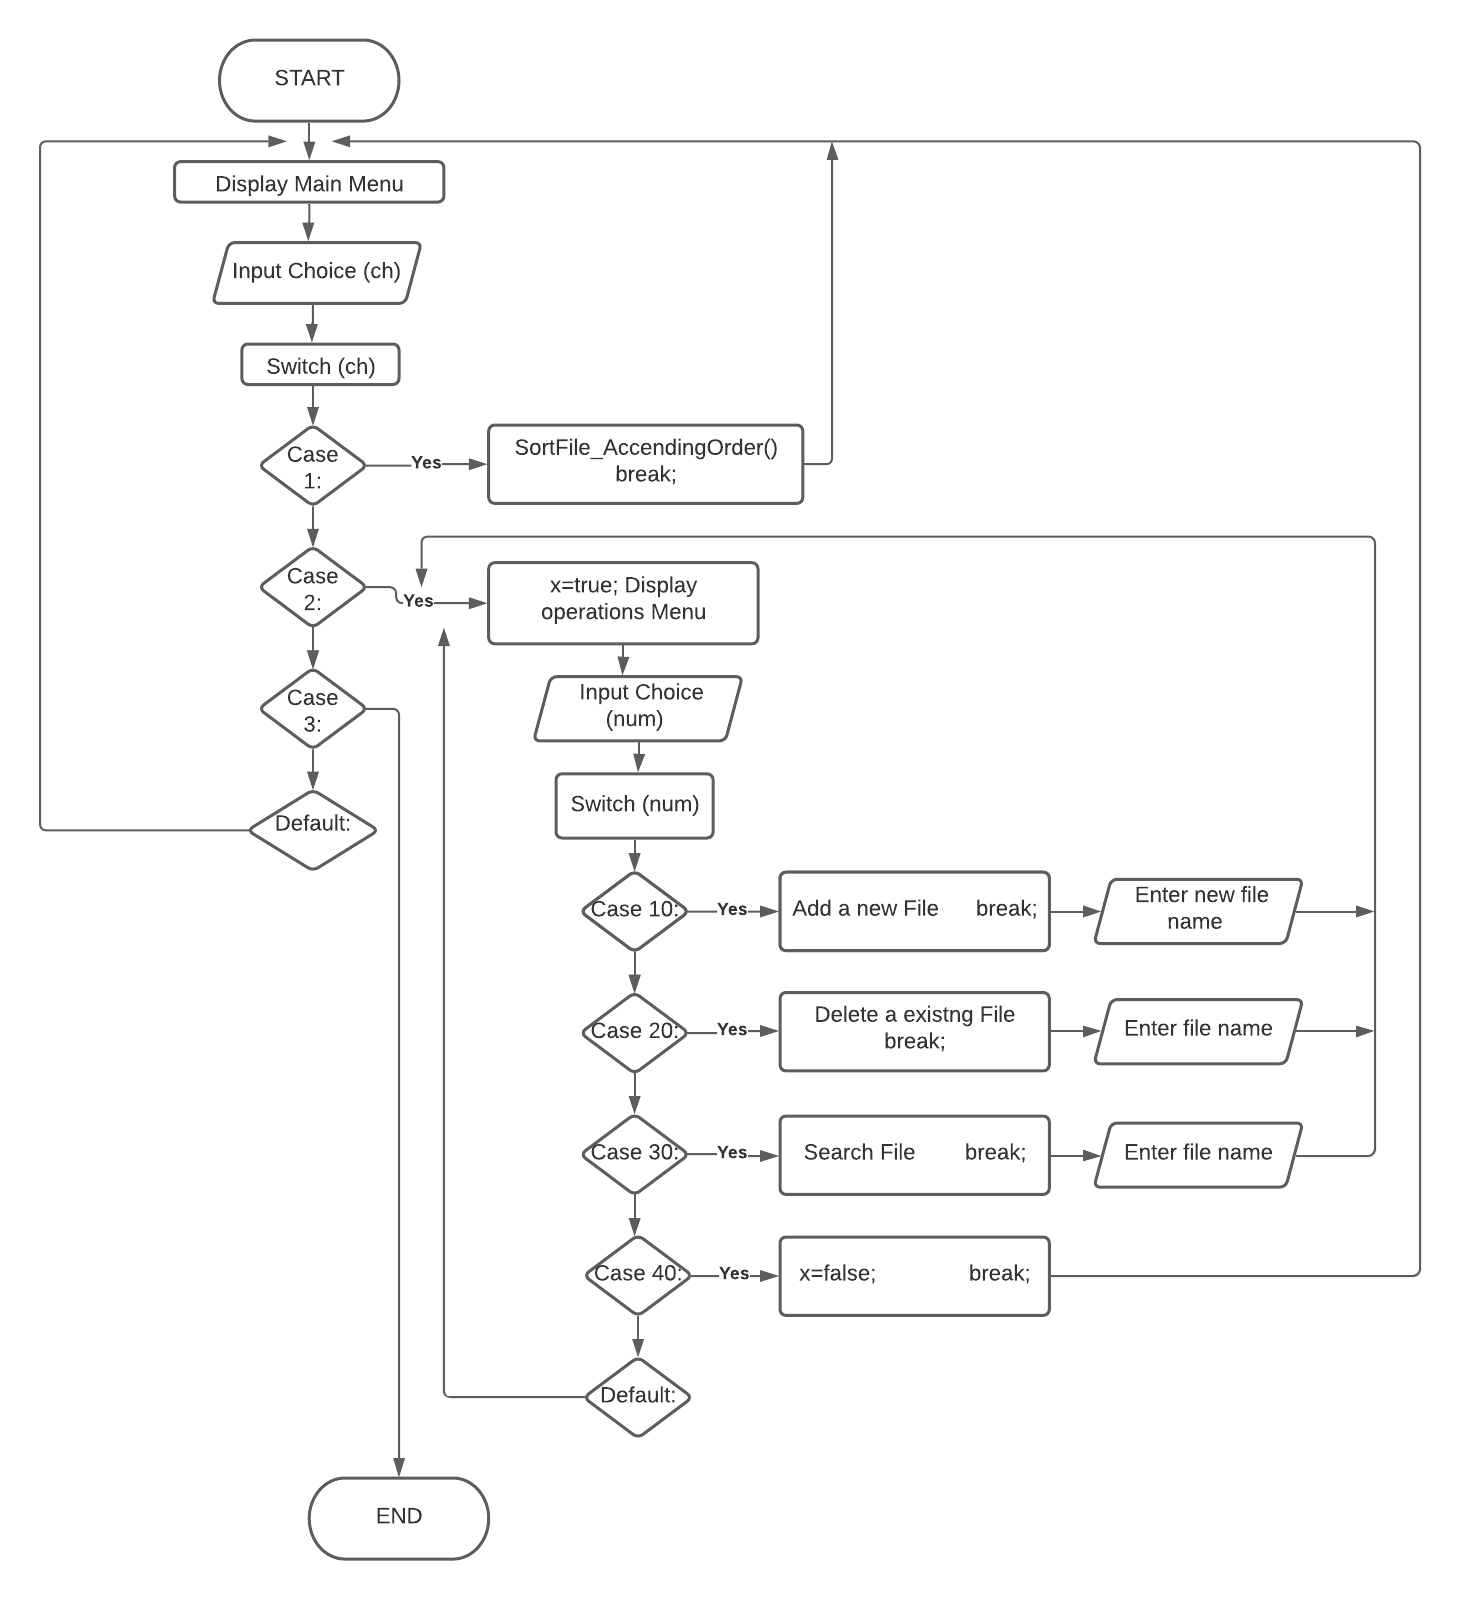 START
Display Main Menu
Input Choice (ch)
Switch (ch)
Case
1:
Yes
SortFile_AccendingOrder()
break;
Case
2:
Yes
x=true; Display
operations Menu
Case
3:
Input Choice
(num)
Switch (num)
Default:
Case 10:
Yes
Add a new File break;
Enter new file
name
Case 20:
Yes
Delete a existng File
break;
Enter file name
Case 30:
Yes
Search File break;
Enter file name
Case 40:
Yes
x=false; break;
Default:
END